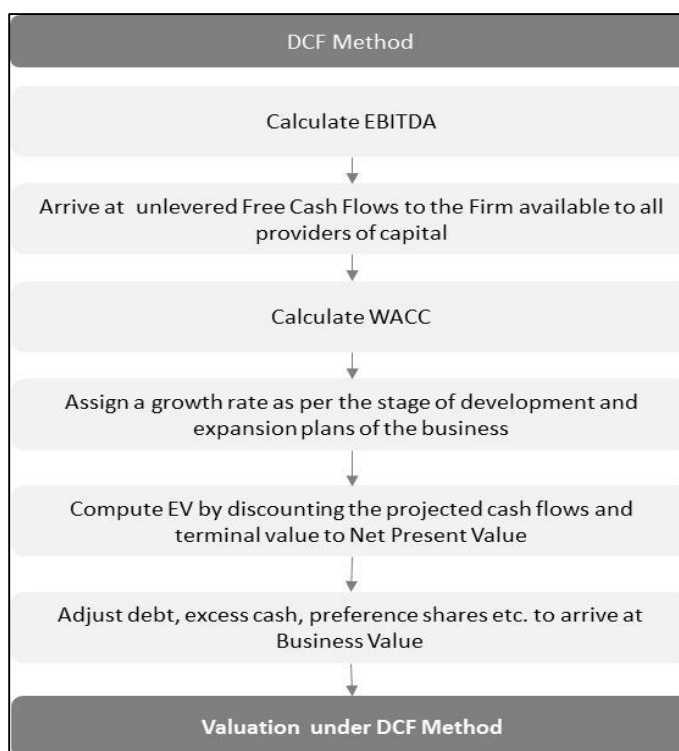 DCF Method
Calculate EBITDA
Arrive at unlevered Free Cash Flows to the Firm available to all
providers of capital
Calculate WACC
Assign a growth rate as per the stage of development and
expansion plans of the business
Compute EV by discounting the projected cash flows and
terminal value to Net Present Value
Adjust debt, excess cash, preference shares etc. to arrive at
Business Value
Valuation under DCF Method